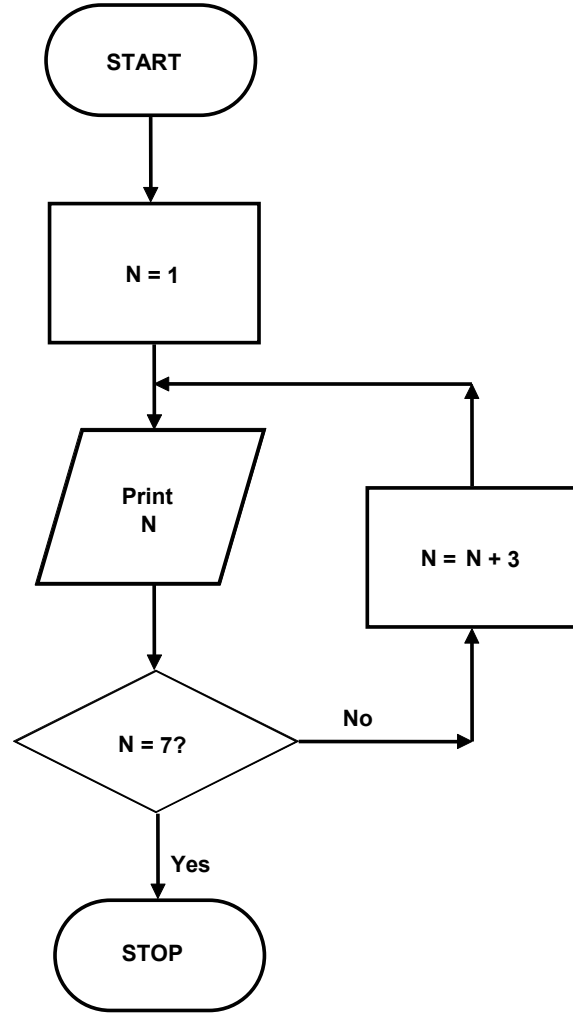 START
N = 1
Print
N
N = N + 3
N = 7?
No
Yes
STOP